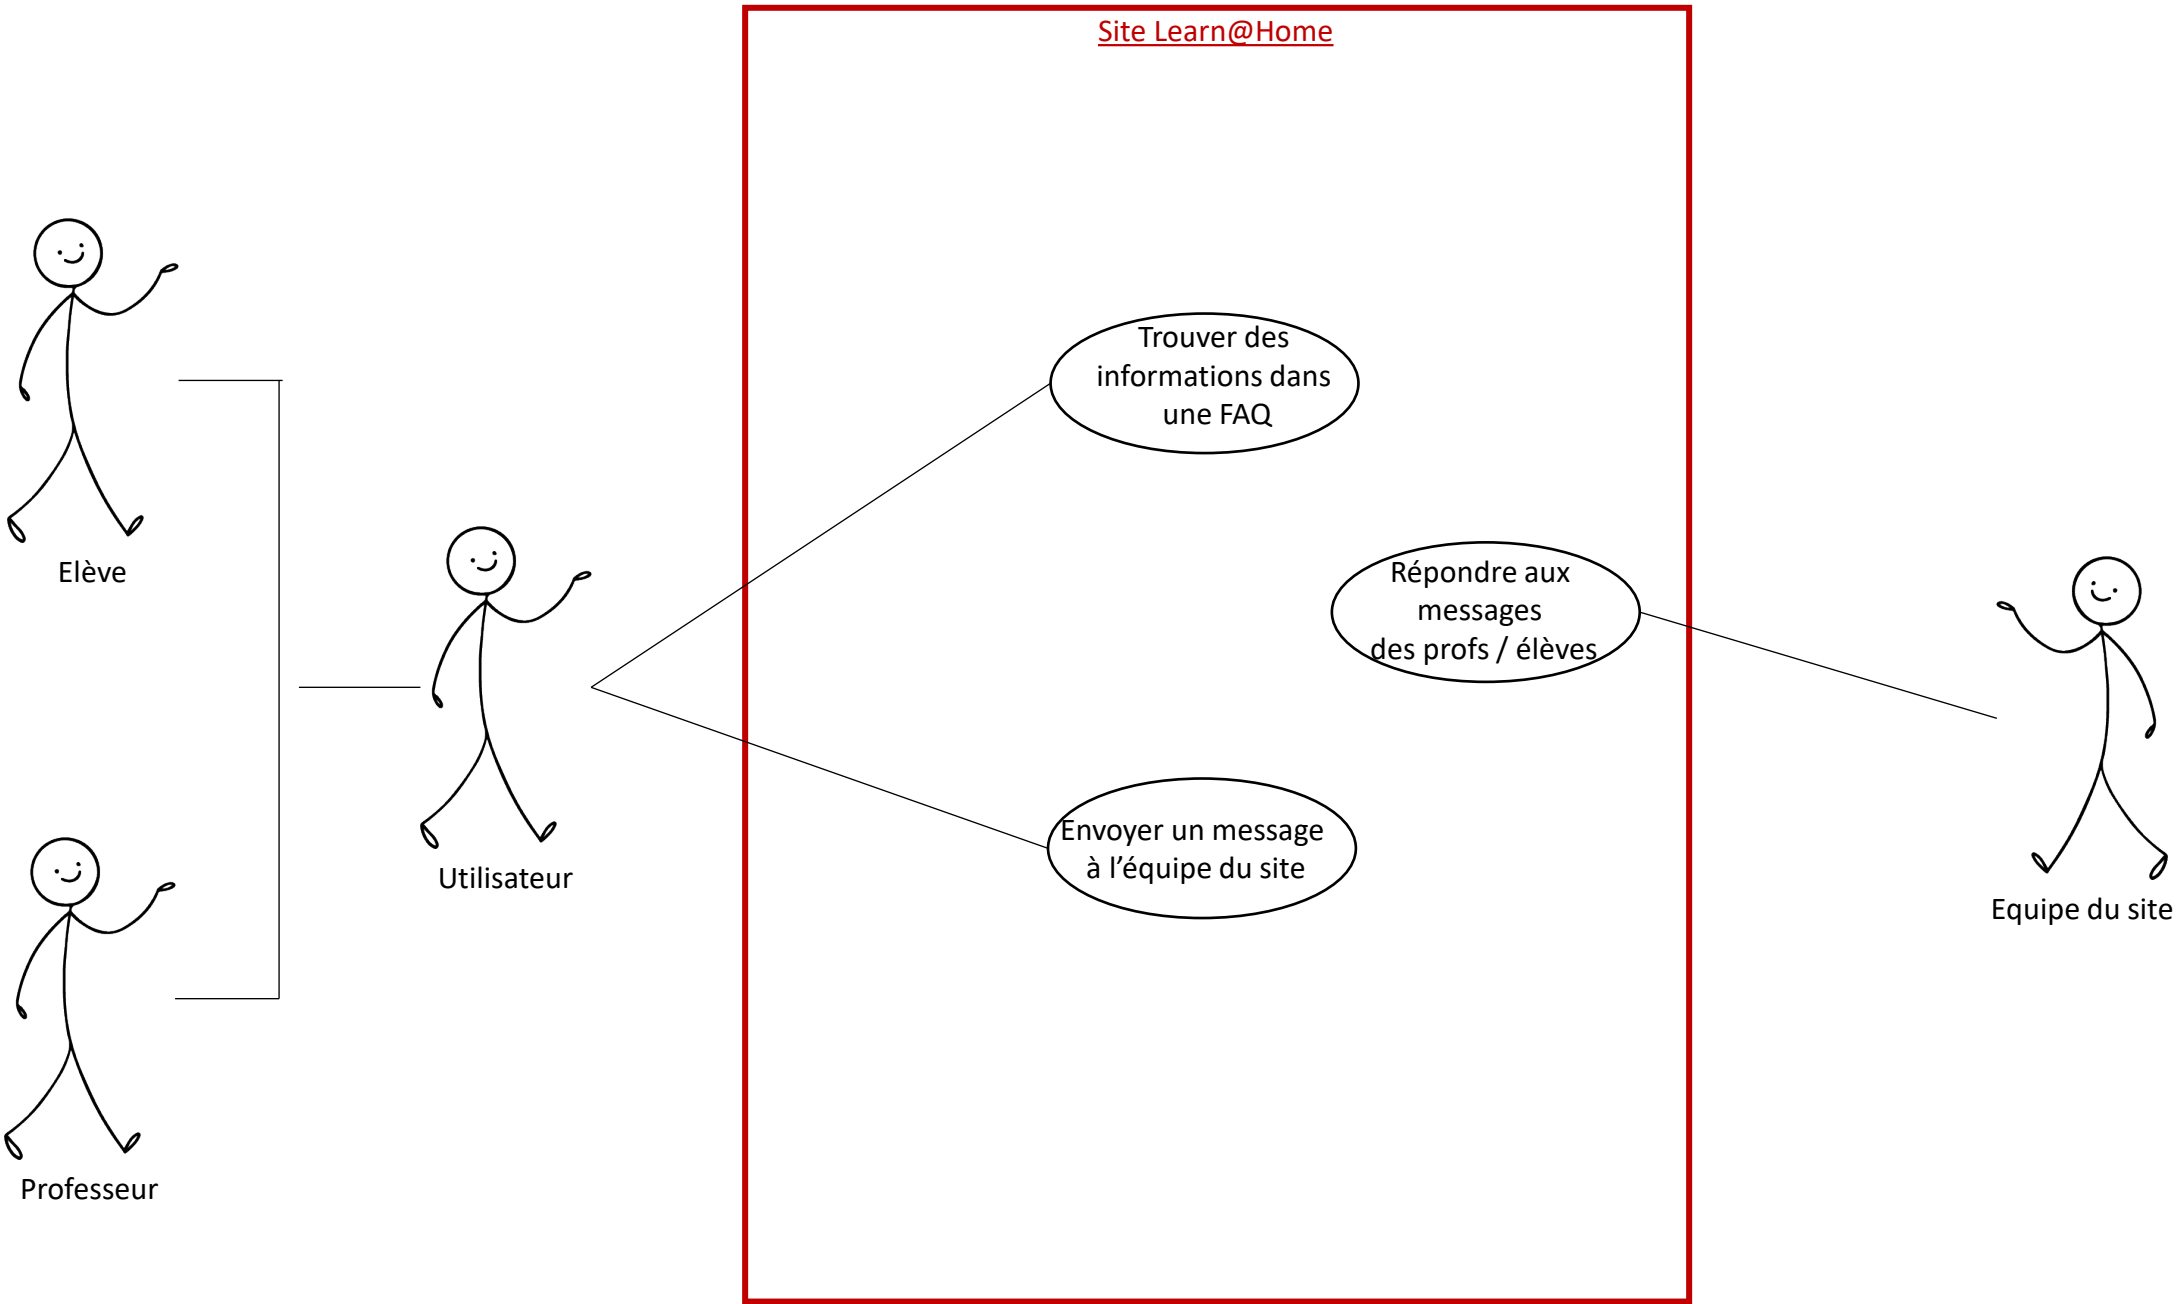 Site Learn@Home
Trouver des
informations dans
une FAQ
Répondre aux
messages
des profs / élèves
Elève
Envoyer un message
à l'équipe du site
Utilisateur
Equipe du site
Professeur